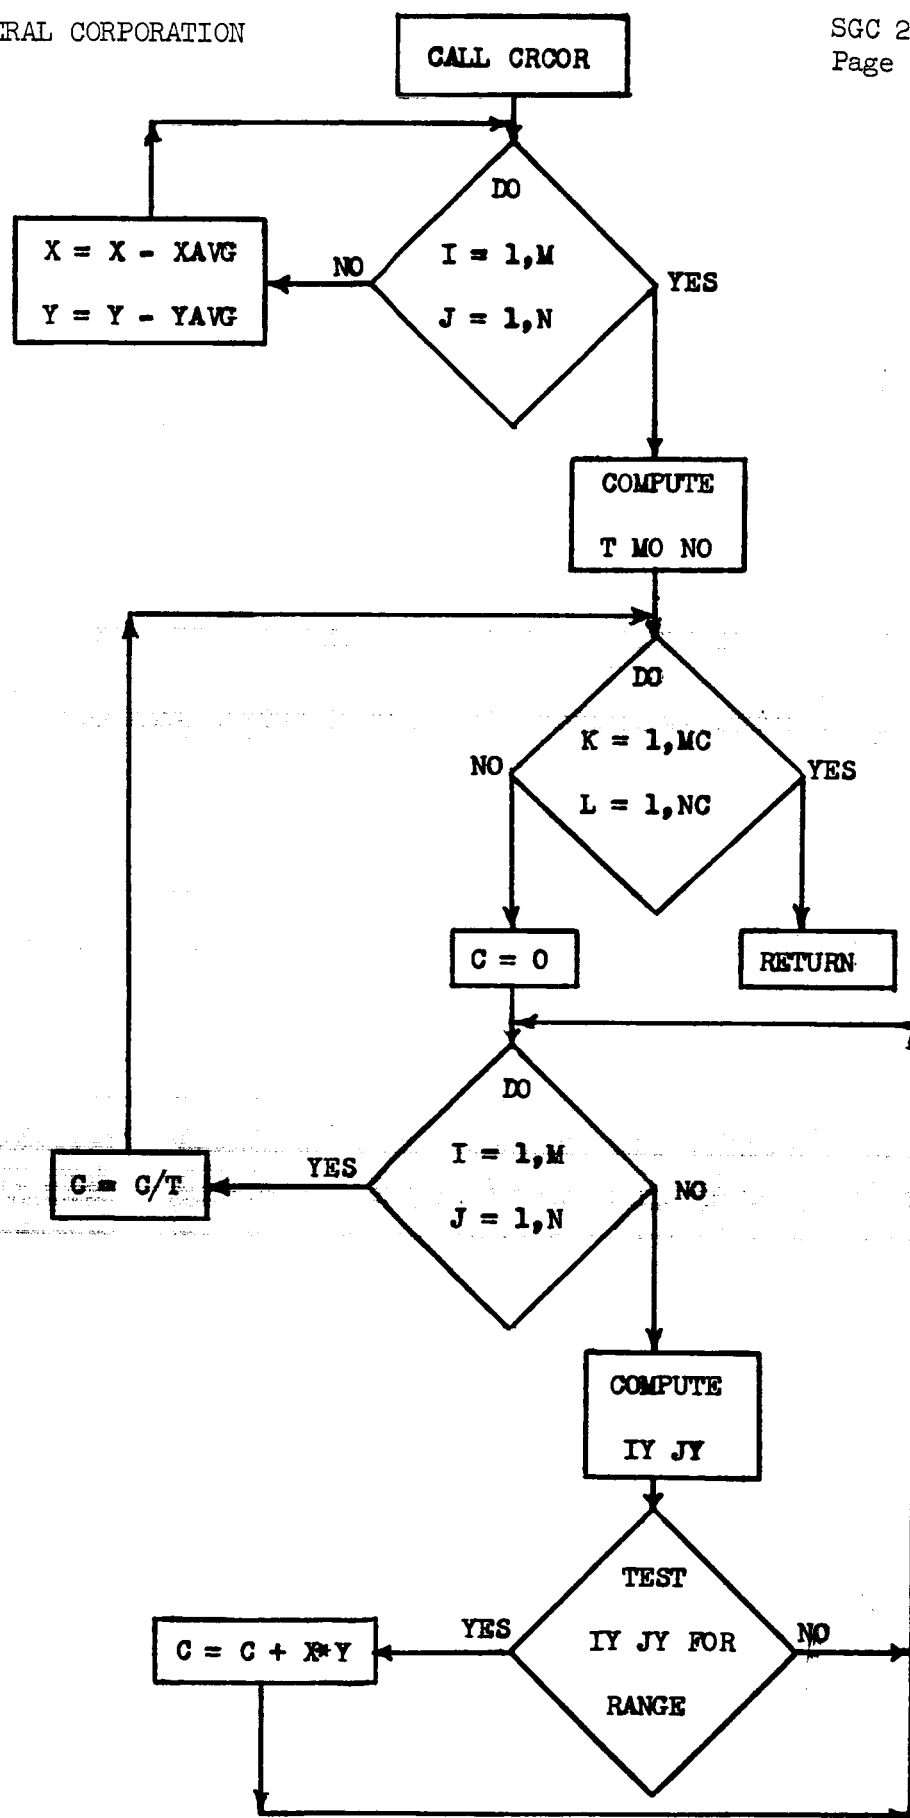 CORPORATION
SGC 2
Page
CALL CRCOR
DO
I = 1,M
J = 1,N
NO
YES
X = X - XAVG
Y = Y - YAVG
COMPUTE
T MO NO
DO
K = 1,MC
L = 1,NC
NO
YES
C = 0
RETURN
DO
I = 1,M
J = 1,N
YES
NO
C = C/T
COMPUTE
IY JY
TEST
IY JY FOR
RANGE
YES
NO
C = C + X*Y